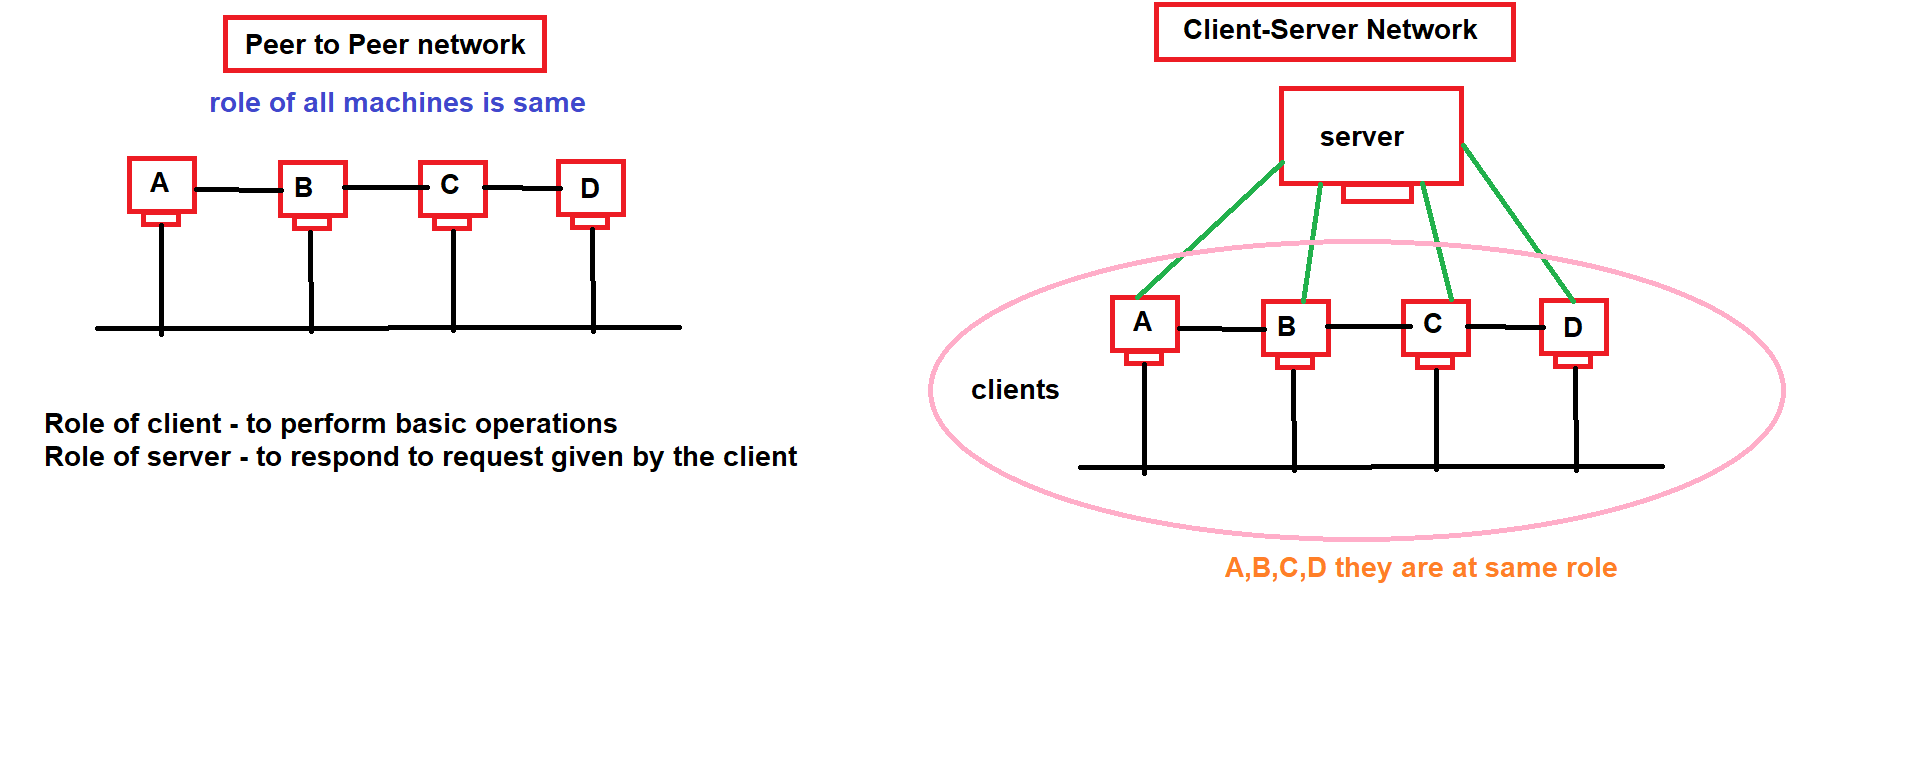 Peer to Peer network
role of all machines is same
A
B
C
D
Role of client - to perform basic operations
Role of server - to respond to request given by the client
Client-Server Network
server
A
B
C
D
clients
A,B,C,D they are at same role